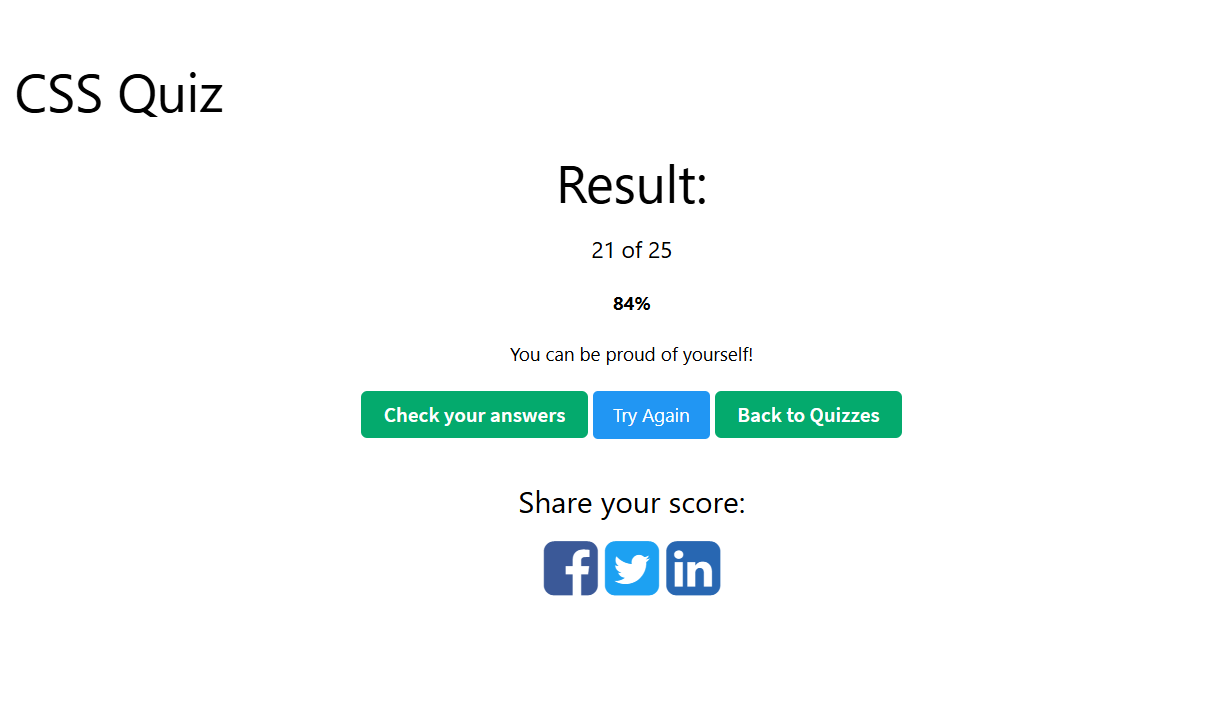 CSS Quiz
Result:
21 of 25
84%
You can be proud of yourself!
Check your answers Try Again Back to Quizzes
Share your score:
f in